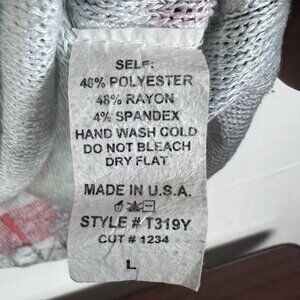 SELF:
48% POLYESTER
48% RAYON
4% SPANDEX
HAND WASH COLD
DO NOT BLEACH
DRY FLAT
MADE IN U.S.A.
STYLE # T319Y
CUT # 1234
L